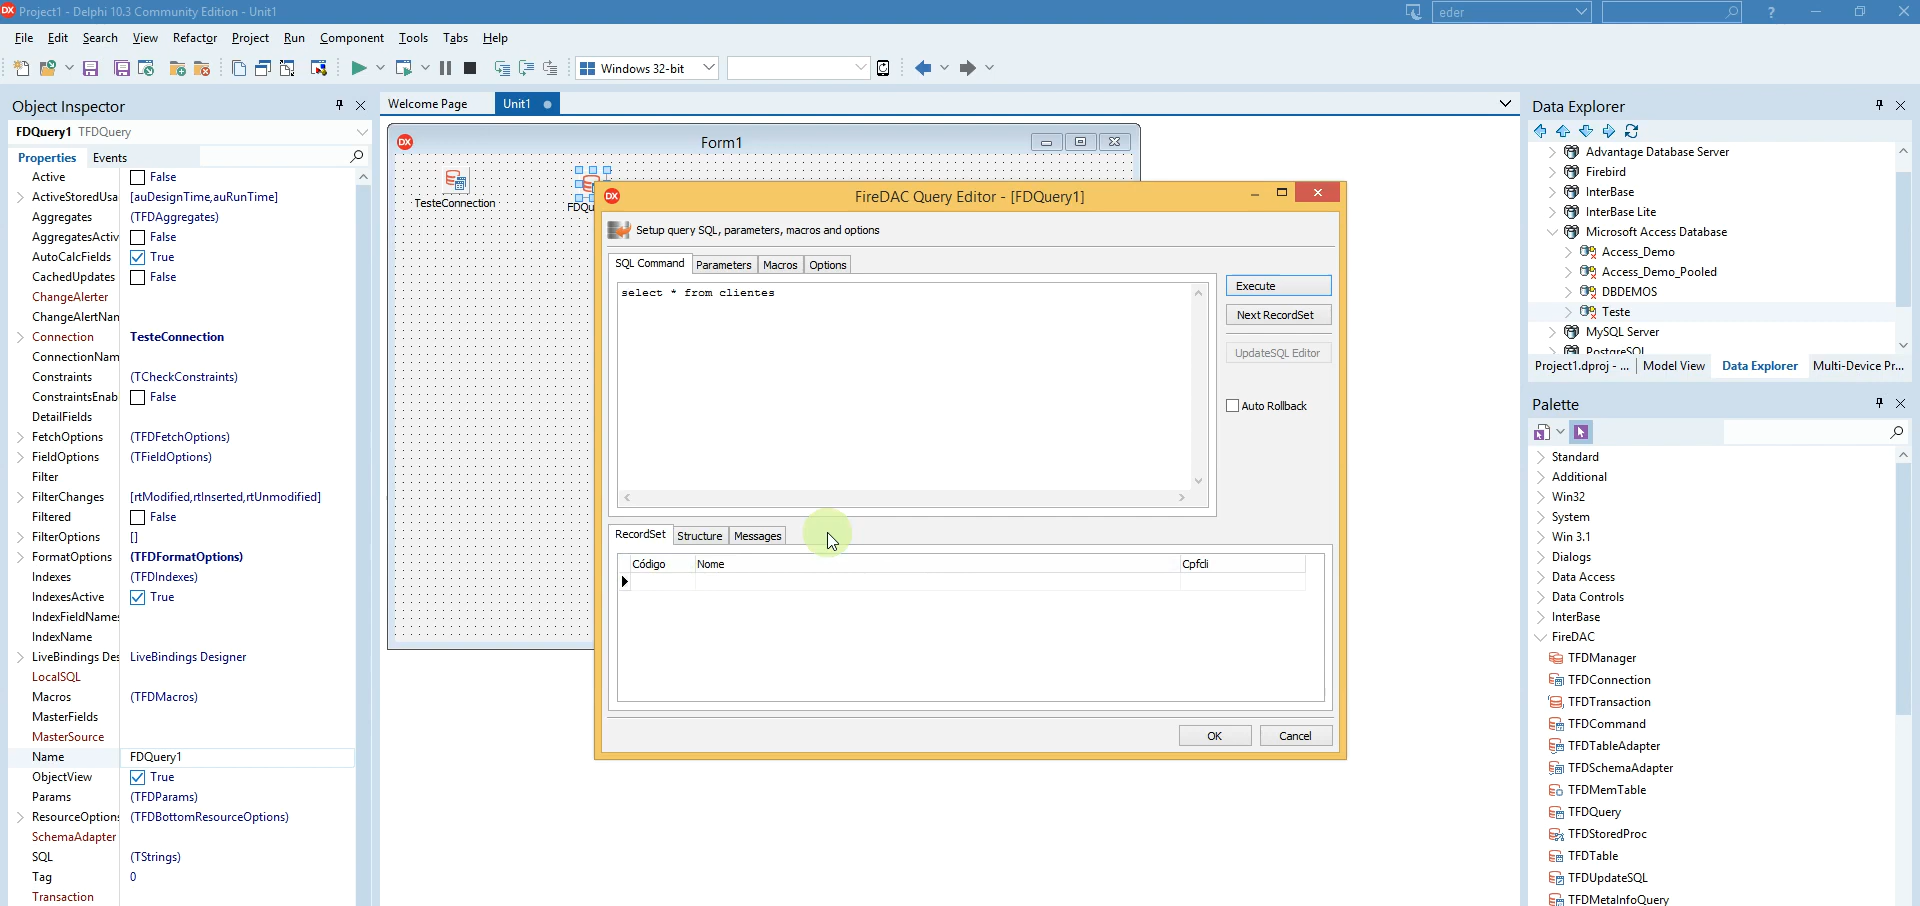 Project1 - Delphi 10.3 Community Edition - Unit1
eder
File Edit Search View Refactor Project Run Component Tools Tabs Help
Windows 32-bit
Object Inspector
FDQuery1 TFDQuery
Properties Events
Active False
ActiveStoredUsa [auDesignTime,auRunTime]
Aggregates (TFDAggregates)
AggregatesActiv False
AutoCalcFields True
CachedUpdates False
ChangeAlerter
ChangeAlertNam
Connection TesteConnection
ConnectionNam
Constraints (TCheckConstraints)
ConstraintsEnab False
DetailFields
FetchOptions (TFDFetchOptions)
FieldOptions (TFieldOptions)
Filter
FilterChanges [rtModified,rtInserted,rtUnmodified]
Filtered False
FilterOptions []
FormatOptions (TFDFormatOptions)
Indexes (TFDIndexes)
IndexesActive True
IndexFieldNames
IndexName
LiveBindings Des LiveBindings Designer
LocalSQL
Macros (TFDMacros)
MasterFields
MasterSource
Name FDQuery1
ObjectView True
Params (TFDParams)
ResourceOptions (TFDBottomResourceOptions)
SchemaAdapter
SQL (TStrings)
Tag 0
Transaction
Welcome Page Unit1
DX Form1
TesteConnection
FDQu
DX FireDAC Query Editor - [FDQuery1]
Setup query SQL, parameters, macros and options
SQL Command Parameters Macros Options
select * from clientes
Execute
Next RecordSet
UpdateSQL Editor
Auto Rollback
RecordSet Structure Messages
Código Nome Cpfcli
OK Cancel
Data Explorer
Advantage Database Server
Firebird
InterBase
InterBase Lite
Microsoft Access Database
Access_Demo
Access_Demo_Pooled
DBDEMOS
Teste
MySQL Server
PostgreSQL
Project1.dproj - ... Model View Data Explorer Multi-Device Pr...
Palette
Standard
Additional
Win32
System
Win 3.1
Dialogs
Data Access
Data Controls
InterBase
FireDAC
TFDManager
TFDConnection
TFDTransaction
TFDCommand
TFDTableAdapter
TFDSchemaAdapter
TFDMemTable
TFDQuery
TFDStoredProc
TFDTable
TFDUpdateSQL
TFDMetaInfoQuery